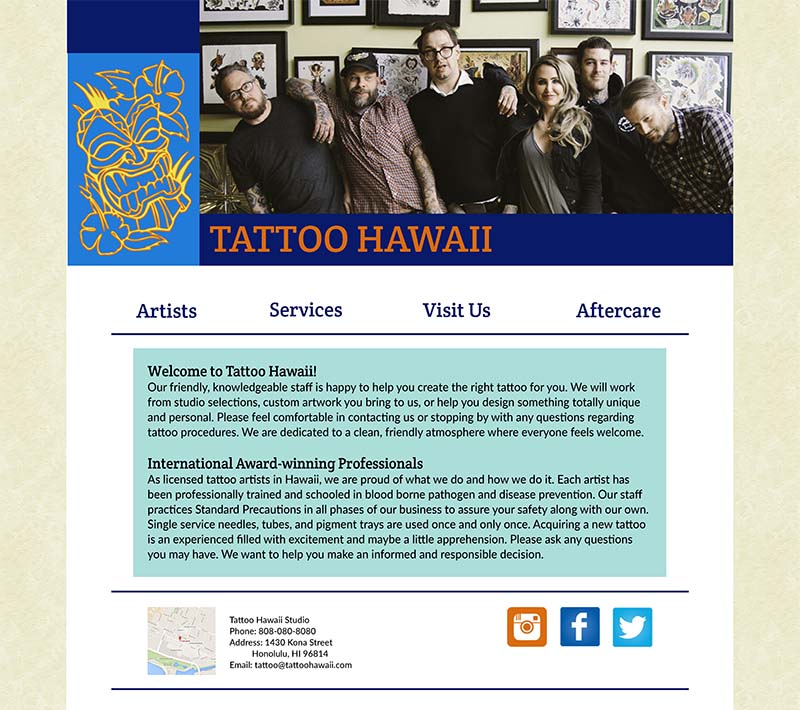 TATTOO HAWAII
Artists Services Visit Us Aftercare
Welcome to Tattoo Hawaii!
Our friendly, knowledgeable staff is happy to help you create the right tattoo for you. We will work
from studio selections, custom artwork you bring to us, or help you design something totally unique
and personal. Please feel comfortable in contacting us or stopping by with any questions regarding
tattoo procedures. We are dedicated to a clean, friendly atmosphere where everyone feels welcome.
International Award-winning Professionals
As licensed tattoo artists in Hawaii, we are proud of what we do and how we do it. Each artist has
been professionally trained and schooled in blood borne pathogen and disease prevention. Our staff
practices Standard Precautions in all phases of our business to assure your safety along with our own.
Single service needles, tubes, and pigment trays are used once and only once. Acquiring a new tattoo
is an experienced filled with excitement and maybe a little apprehension. Please ask any questions
you may have. We want to help you make an informed and responsible decision.
Tattoo Hawaii Studio
Phone: 808-080-8080
Address: 1430 Kona Street
Honolulu, HI 96814
Email: tattoo@tattoohawaii.com